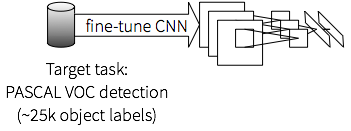 fine-tune CNN
Target task:
PASCAL VOC detection
(~25k object labels)